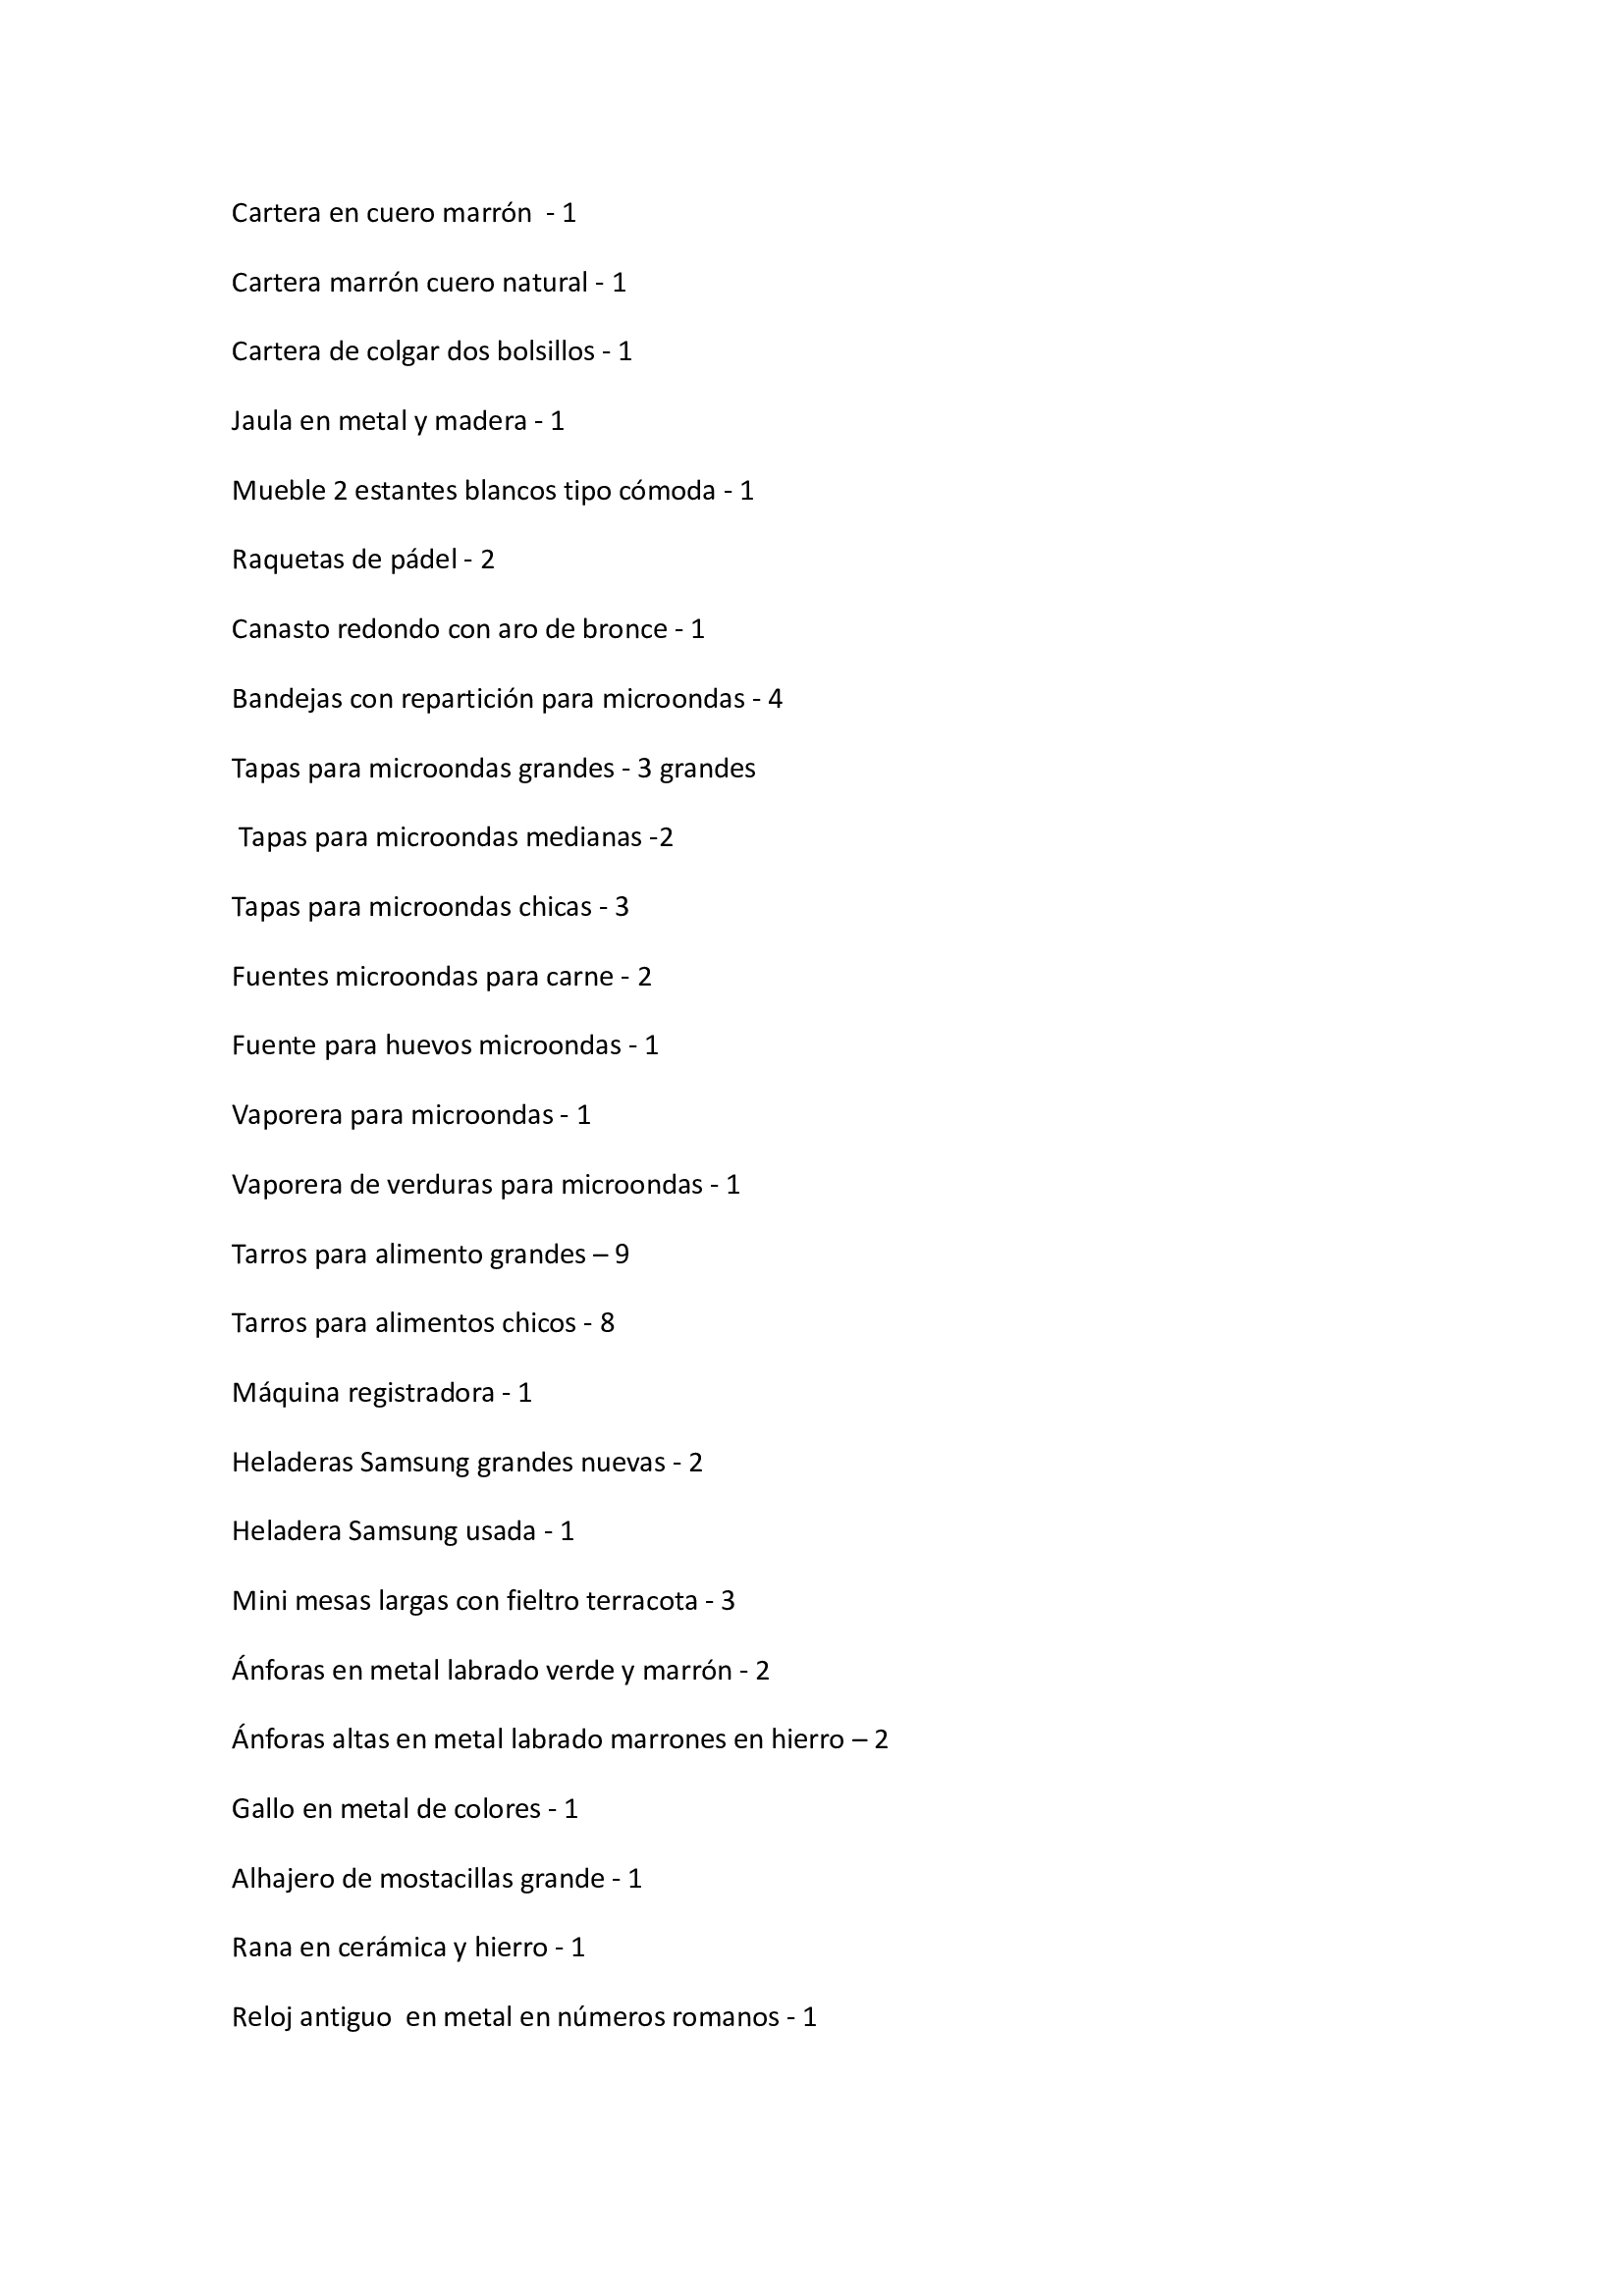 Cartera en cuero marrón  - 1
Cartera marrón cuero natural - 1
Cartera de colgar dos bolsillos - 1
Jaula en metal y madera - 1
Mueble 2 estantes blancos tipo cómoda - 1
Raquetas de pádel - 2
Canasto redondo con aro de bronce - 1
Bandejas con repartición para microondas - 4
Tapas para microondas grandes - 3 grandes
Tapas para microondas medianas -2
Tapas para microondas chicas - 3
Fuentes microondas para carne - 2
Fuente para huevos microondas - 1
Vaporera para microondas - 1
Vaporera de verduras para microondas - 1
Tarros para alimento grandes – 9
Tarros para alimentos chicos - 8
Máquina registradora - 1
Heladeras Samsung grandes nuevas - 2
Heladera Samsung usada - 1
Mini mesas largas con fieltro terracota - 3
Ánforas en metal labrado verde y marrón - 2
Ánforas altas en metal labrado marrones en hierro – 2
Gallo en metal de colores - 1
Alhajero de mostacillas grande - 1
Rana en cerámica y hierro - 1
Reloj antiguo  en metal en números romanos - 1